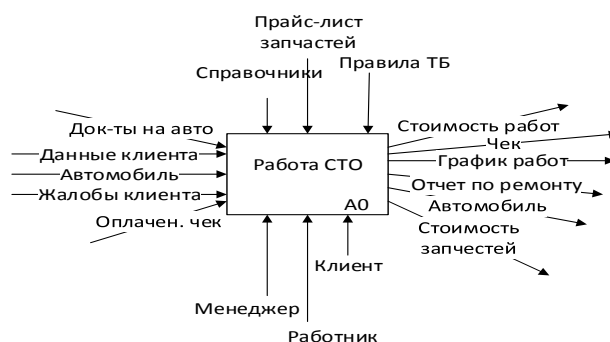 Прайс-лист
запчастей
Справочники
Правила ТБ
Док-ты на авто
Данные клиента
Автомобиль
Жалобы клиента
Оплачен. чек
Работа СТО
A0
Стоимость работ
Чек
График работ
Отчет по ремонту
Автомобиль
Стоимость
запчестей
Клиент
Менеджер
Работник